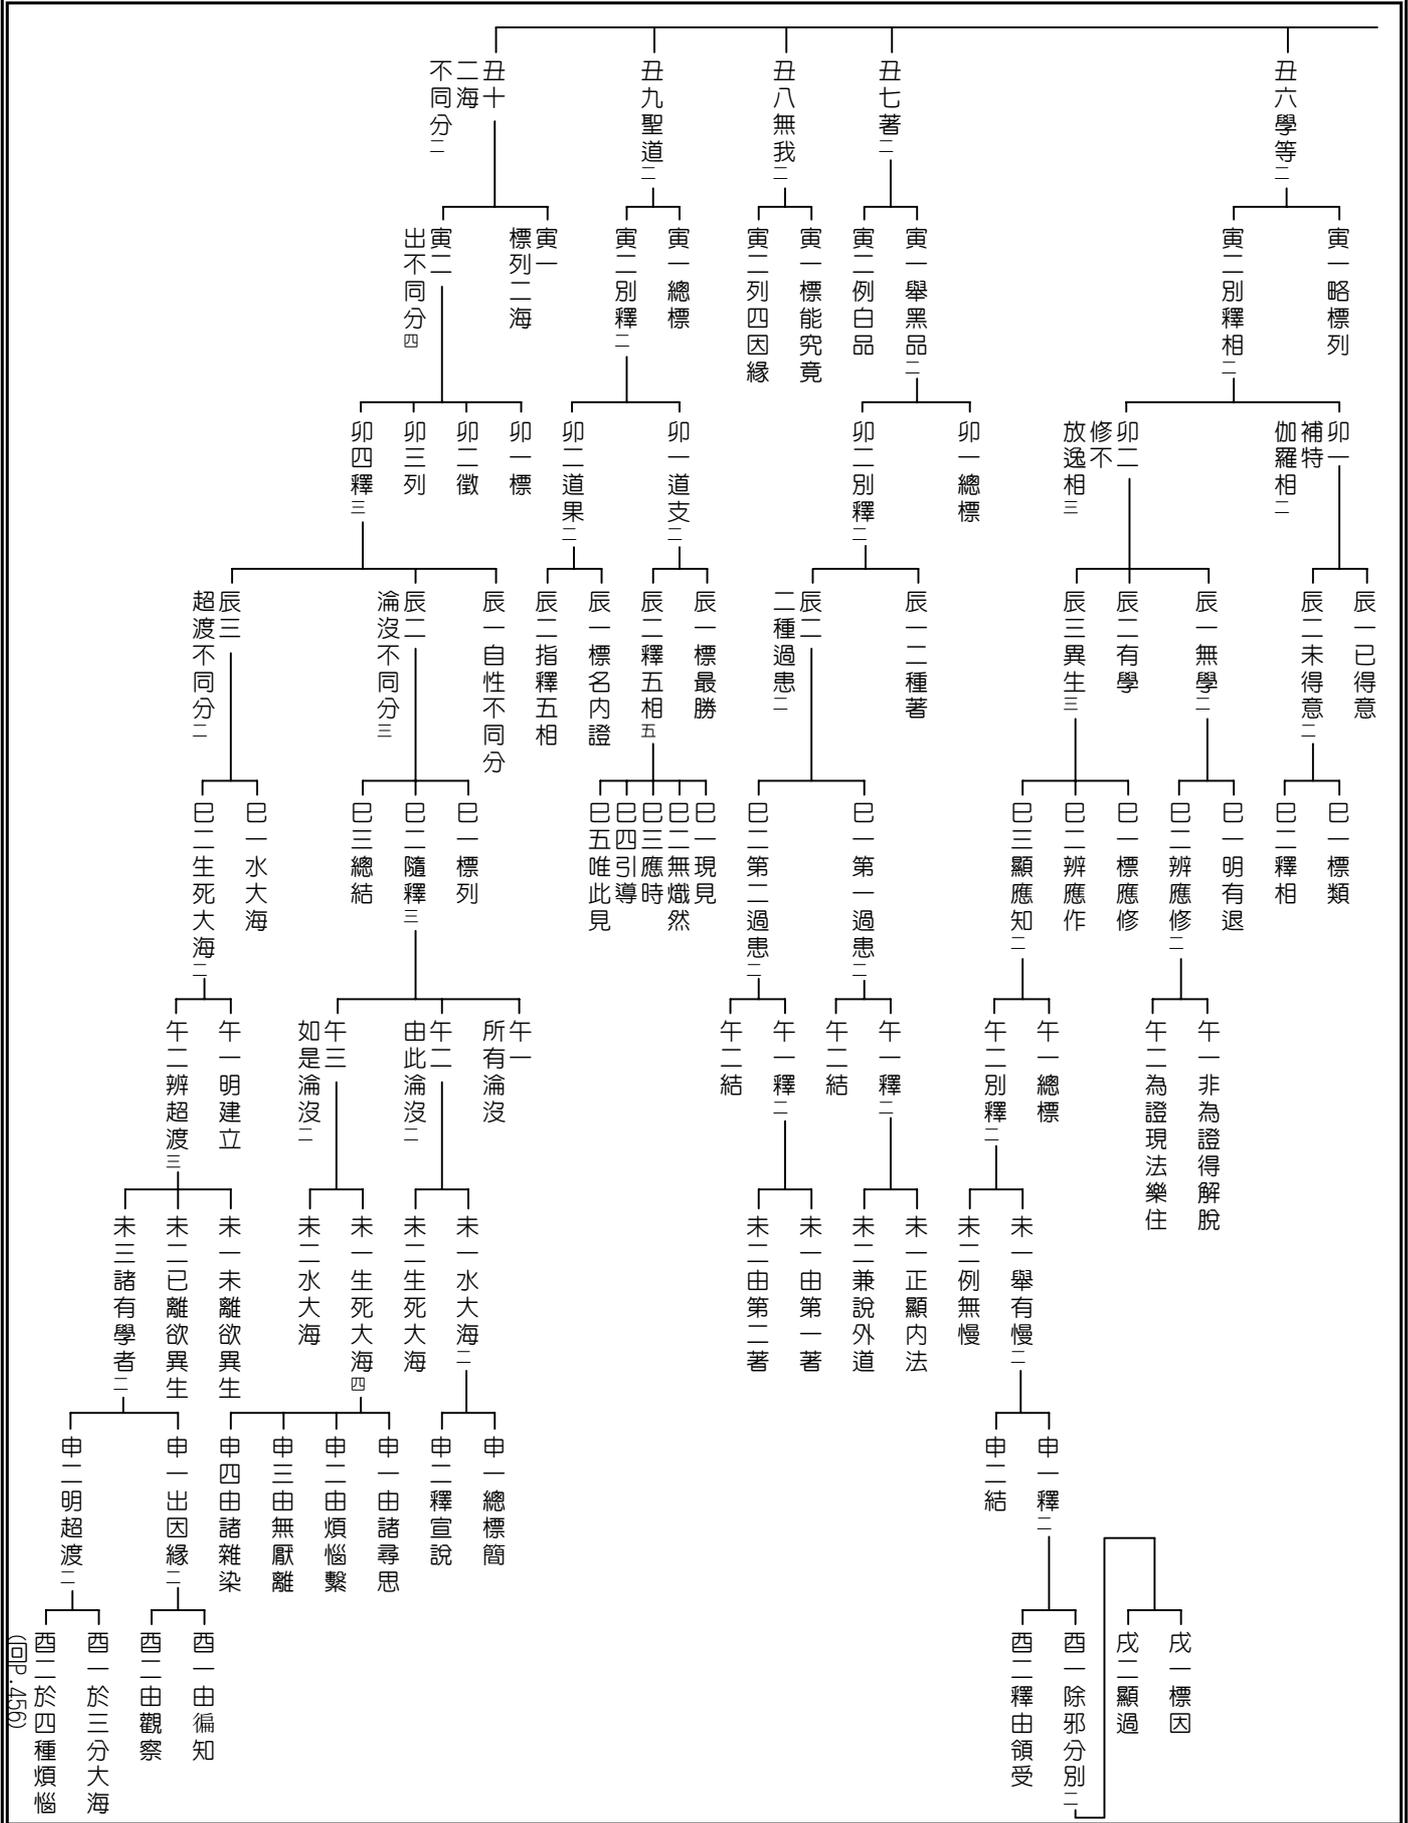 丑六學等二
寅一略標列
寅二別釋相二
卯一
補特
伽羅相二
辰一已得意
辰二未得意二
巳一標類
巳二釋相
卯二
修不
放逸相三
辰一無學二
巳一明有退
巳二辨應修二
午一非為證得解脫
午二為證現法樂住
辰二有學
辰三異生三
巳一標應修
巳二辨應作
巳三顯應知二
午一總標
午二別釋二
未一舉有慢二
申一釋二
酉一除邪分別二
戌一標因
戌二顯過
酉二釋由領受
申二結
未二例無慢
丑七著二
寅一舉黑品二
卯一總標
卯二別釋二
辰一二種著
辰二
二種過患二
巳一第一過患二
午一釋二
未一正顯內法
未二兼說外道
午二結
巳二第二過患二
午一釋二
未一由第一著
未二由第二著
午二結
寅二例白品
丑八無我二
寅一標能究竟
寅二列四因緣
丑九聖道二
寅一總標
寅二別釋二
卯一道支二
辰一標最勝
辰二釋五相五
巳一現見
巳二無熾然
巳三應時
巳四引導
巳五唯此見
卯二道果二
辰一標名內證
辰二指釋五相
丑十
二海
不同分二
寅一
標列二海
寅二
出不同分四
卯一標
卯二徵
卯三列
卯四釋三
辰一自性不同分
辰二
淪沒不同分三
巳一標列
巳二隨釋三
午一
所有淪沒
午二
由此淪沒二
未一水大海二
申一總標簡
申二釋宣說
未二生死大海
午三
如是淪沒二
未一生死大海四
申一由諸尋思
申二由煩惱繫
申三由無厭離
申四由諸雜染
未二水大海
巳三總結
辰三
超渡不同分二
巳一水大海
巳二生死大海二
午一明建立
午二辨超渡三
未一未離欲異生
未二已離欲異生
未三諸有學者二
申一出因緣二
酉一由徧知
酉二由觀察
申二明超渡二
酉一於三分大海
酉二於四種煩惱
(回P.456)